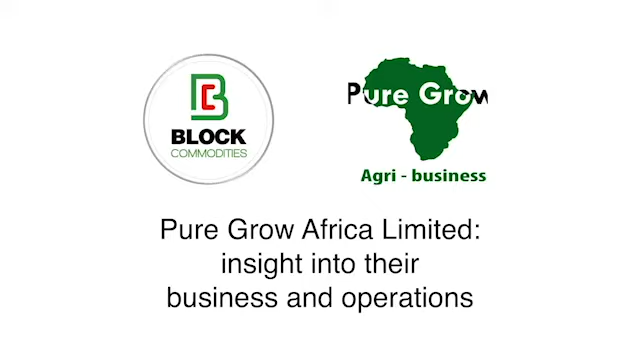 BLOCK
COMMODITIES
Pure Grow
Agri - business
Pure Grow Africa Limited:
insight into their
business and operations